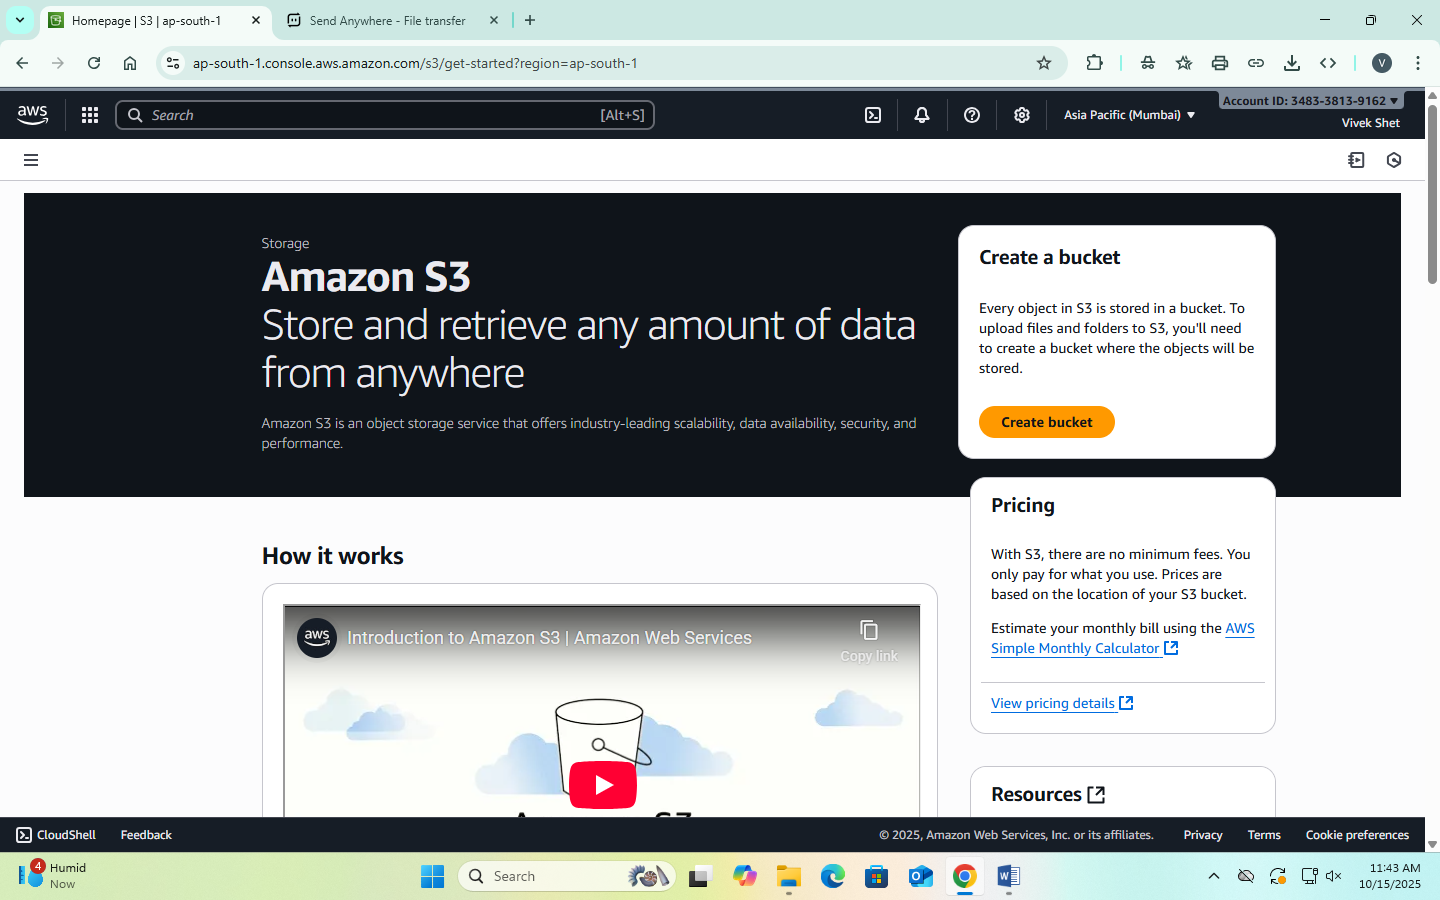 Homepage | S3 | ap-south-1
Send Anywhere - File transfer
ap-south-1.console.aws.amazon.com/s3/get-started?region=ap-south-1
V
aws
Search
[Alt+S]
Asia Pacific (Mumbai)
Account ID: 3483-3813-9162
Vivek Shet
Storage
Amazon S3
Store and retrieve any amount of data
from anywhere
Amazon S3 is an object storage service that offers industry-leading scalability, data availability, security, and
performance.
Create a bucket
Every object in S3 is stored in a bucket. To
upload files and folders to S3, you'll need
to create a bucket where the objects will be
stored.
Create bucket
Pricing
With S3, there are no minimum fees. You
only pay for what you use. Prices are
based on the location of your S3 bucket.
Estimate your monthly bill using the AWS
Simple Monthly Calculator
View pricing details
Resources
How it works
aws
Introduction to Amazon S3 | Amazon Web Services
Copy link
CloudShell
Feedback
© 2025, Amazon Web Services, Inc. or its affiliates.
Privacy
Terms
Cookie preferences
4
Humid
Now
Search
11:43 AM
10/15/2025